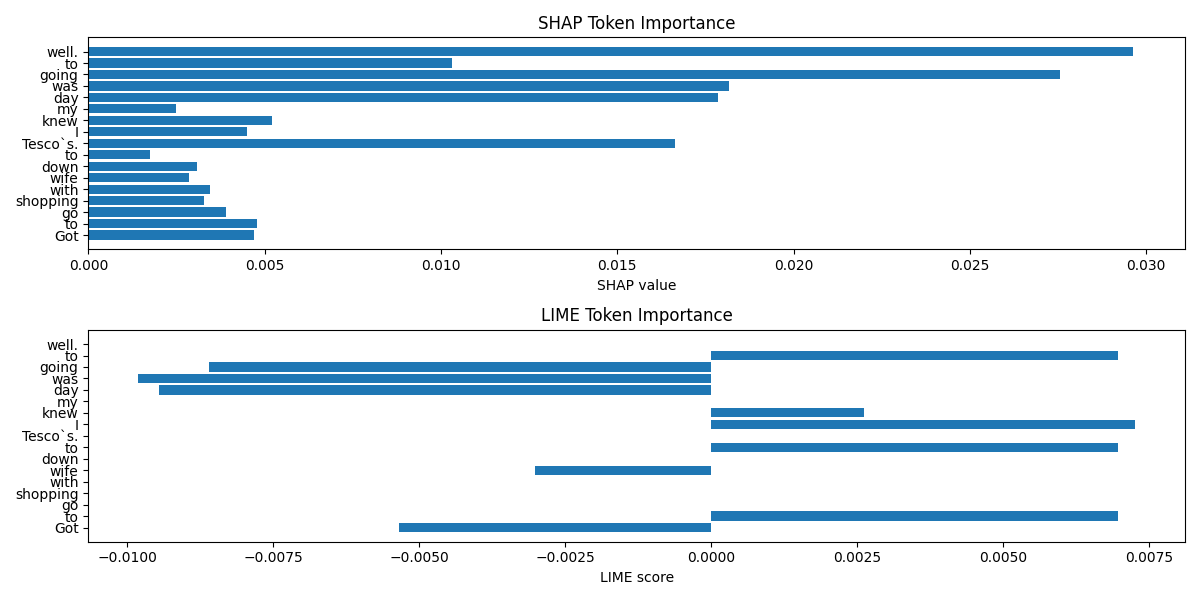 SHAP Token Importance
well.
to
going
was
day
my
knew
I
Tesco`s.
to
down
wife
with
shopping
go
to
Got
0.000 0.005 0.010 0.015 0.020 0.025 0.030
SHAP value
LIME Token Importance
well.
to
going
was
day
my
knew
I
Tesco`s.
to
down
wife
with
shopping
go
to
Got
−0.0100 −0.0075 −0.0050 −0.0025 0.0000 0.0025 0.0050 0.0075
LIME score